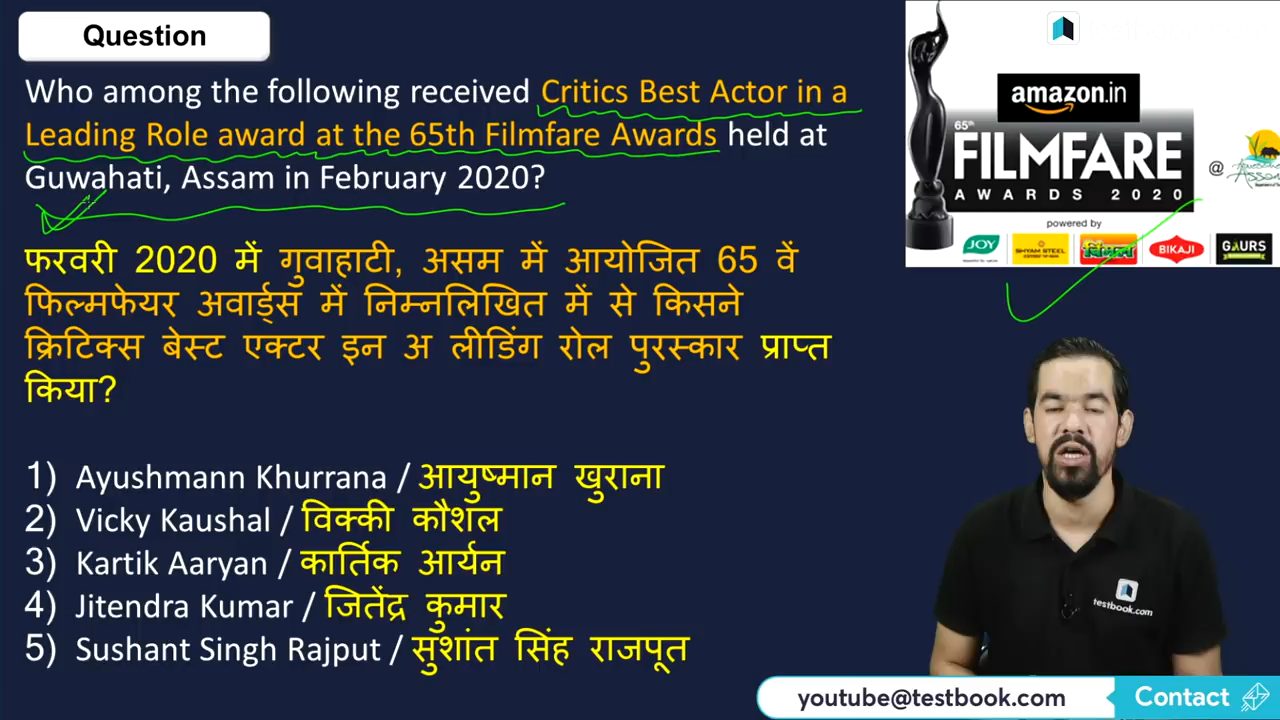 Question
Who among the following received Critics Best Actor in a
Leading Role award at the 65th Filmfare Awards held at
Guwahati, Assam in February 2020?
फरवरी 2020 में गुवाहाटी, असम में आयोजित 65 वें
फिल्मफेयर अवार्ड्स में निम्नलिखित में से किसने
क्रिटिक्स बेस्ट एक्टर इन अ लीडिंग रोल पुरस्कार प्राप्त
किया?
1) Ayushmann Khurrana / आयुष्मान खुराना
2) Vicky Kaushal / विक्की कौशल
3) Kartik Aaryan / कार्तिक आर्यन
4) Jitendra Kumar / जितेंद्र कुमार
5) Sushant Singh Rajput / सुशांत सिंह राजपूत
amazon.in
65th
FILMFARE
AWARDS 2020
@
powered by
JOY
SHYAM STEEL
BIKAJI
GAURS
testbook.com
youtube@testbook.com
Contact